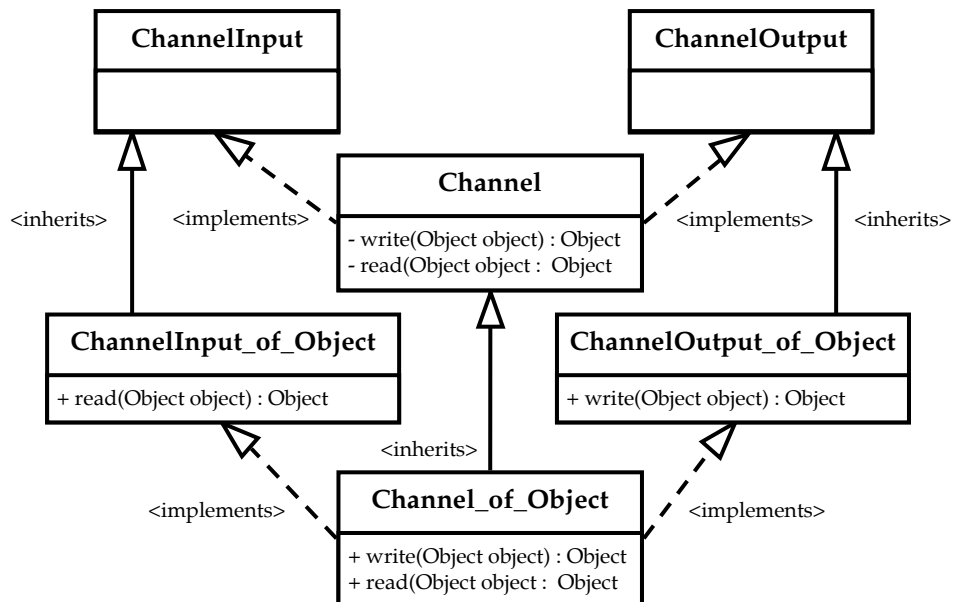 ChannelInput
ChannelOutput
Channel
- write(Object object) : Object
- read(Object object :  Object
<inherits>
<implements>
<implements>
<inherits>
ChannelInput_of_Object
+ read(Object object) : Object
ChannelOutput_of_Object
+ write(Object object) : Object
<inherits>
Channel_of_Object
+ write(Object object) : Object
+ read(Object object :  Object
<implements>
<implements>